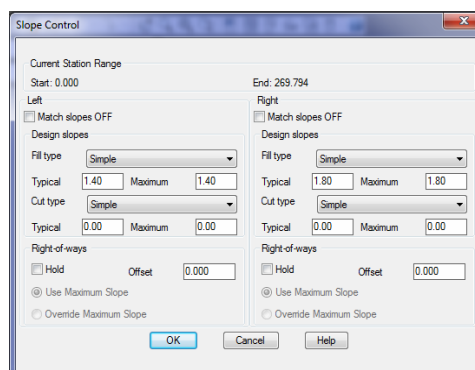 Slope Control
Current Station Range
Start: 0.000 End: 269.794
Left Right
Match slopes OFF Match slopes OFF
Design slopes Design slopes
Fill type Simple Fill type Simple
Typical 1.40 Maximum 1.40 Typical 1.80 Maximum 1.80
Cut type Simple Cut type Simple
Typical 0.00 Maximum 0.00 Typical 0.00 Maximum 0.00
Right-of-ways Right-of-ways
Hold Offset 0.000 Hold Offset 0.000
Use Maximum Slope Use Maximum Slope
Override Maximum Slope Override Maximum Slope
OK Cancel Help